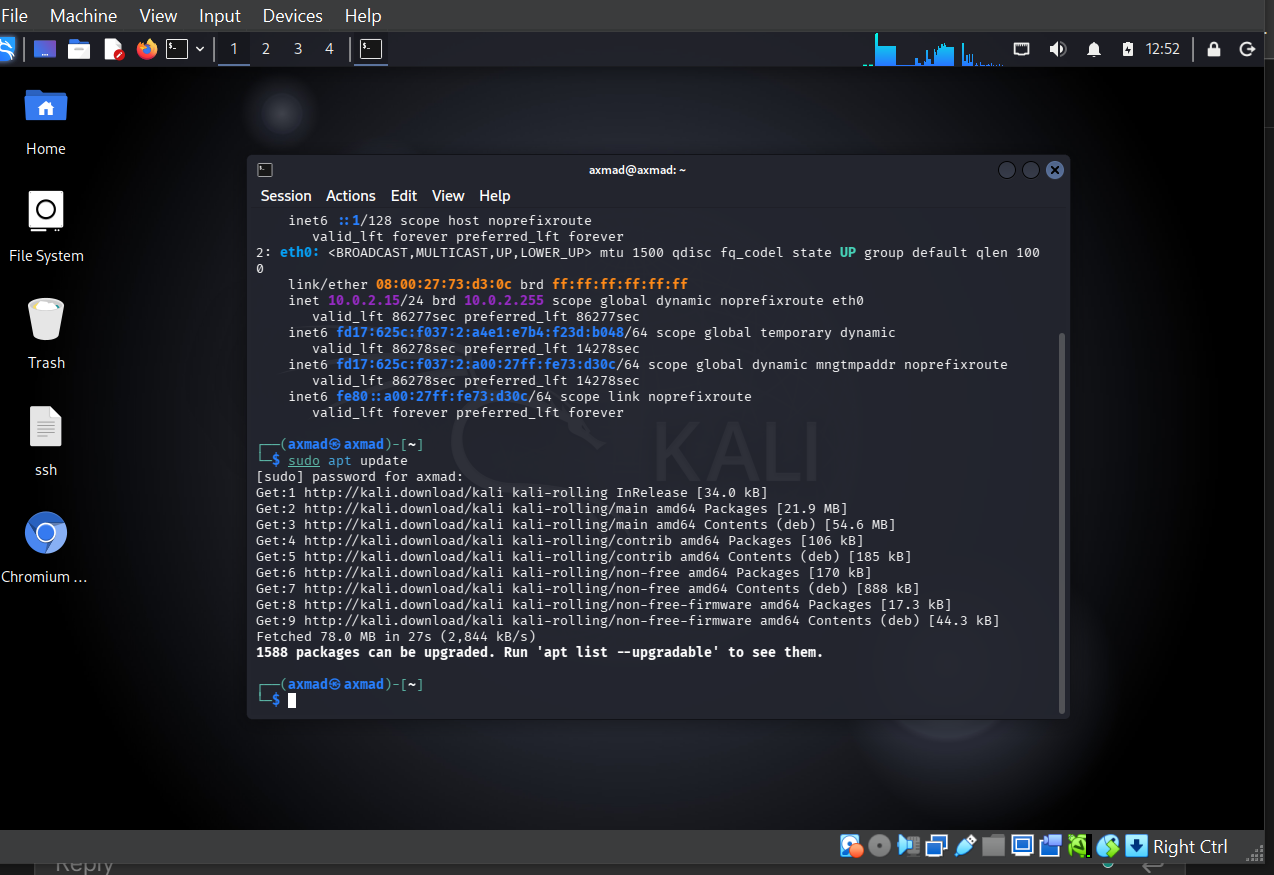 File Machine View Input Devices Help
1 2 3 4 12:52
Home
File System
Trash
ssh
Chromium ...
axmad@axmad: ~
Session Actions Edit View Help
inet6 ::1/128 scope host noprefixroute
valid_lft forever preferred_lft forever
2: eth0: <BROADCAST,MULTICAST,UP,LOWER_UP> mtu 1500 qdisc fq_codel state UP group default qlen 100
0
link/ether 08:00:27:73:d3:0c brd ff:ff:ff:ff:ff:ff
inet 10.0.2.15/24 brd 10.0.2.255 scope global dynamic noprefixroute eth0
valid_lft 86277sec preferred_lft 86277sec
inet6 fd17:625c:f037:2:a4e1:e7b4:f23d:b048/64 scope global temporary dynamic
valid_lft 86278sec preferred_lft 14278sec
inet6 fd17:625c:f037:2:a00:27ff:fe73:d30c/64 scope global dynamic mngtmpaddr noprefixroute
valid_lft 86278sec preferred_lft 14278sec
inet6 fe80::a00:27ff:fe73:d30c/64 scope link noprefixroute
valid_lft forever preferred_lft forever
┌──(axmad㉿axmad)-[~]
└─$ sudo apt update
[sudo] password for axmad:
Get:1 http://kali.download/kali kali-rolling InRelease [34.0 kB]
Get:2 http://kali.download/kali kali-rolling/main amd64 Packages [21.9 MB]
Get:3 http://kali.download/kali kali-rolling/main amd64 Contents (deb) [54.6 MB]
Get:4 http://kali.download/kali kali-rolling/contrib amd64 Packages [106 kB]
Get:5 http://kali.download/kali kali-rolling/contrib amd64 Contents (deb) [185 kB]
Get:6 http://kali.download/kali kali-rolling/non-free amd64 Packages [170 kB]
Get:7 http://kali.download/kali kali-rolling/non-free amd64 Contents (deb) [888 kB]
Get:8 http://kali.download/kali kali-rolling/non-free-firmware amd64 Packages [17.3 kB]
Get:9 http://kali.download/kali kali-rolling/non-free-firmware amd64 Contents (deb) [44.3 kB]
Fetched 78.0 MB in 27s (2,844 kB/s)
1588 packages can be upgraded. Run 'apt list --upgradable' to see them.
┌──(axmad㉿axmad)-[~]
└─$
KALI
Right Ctrl
Reply